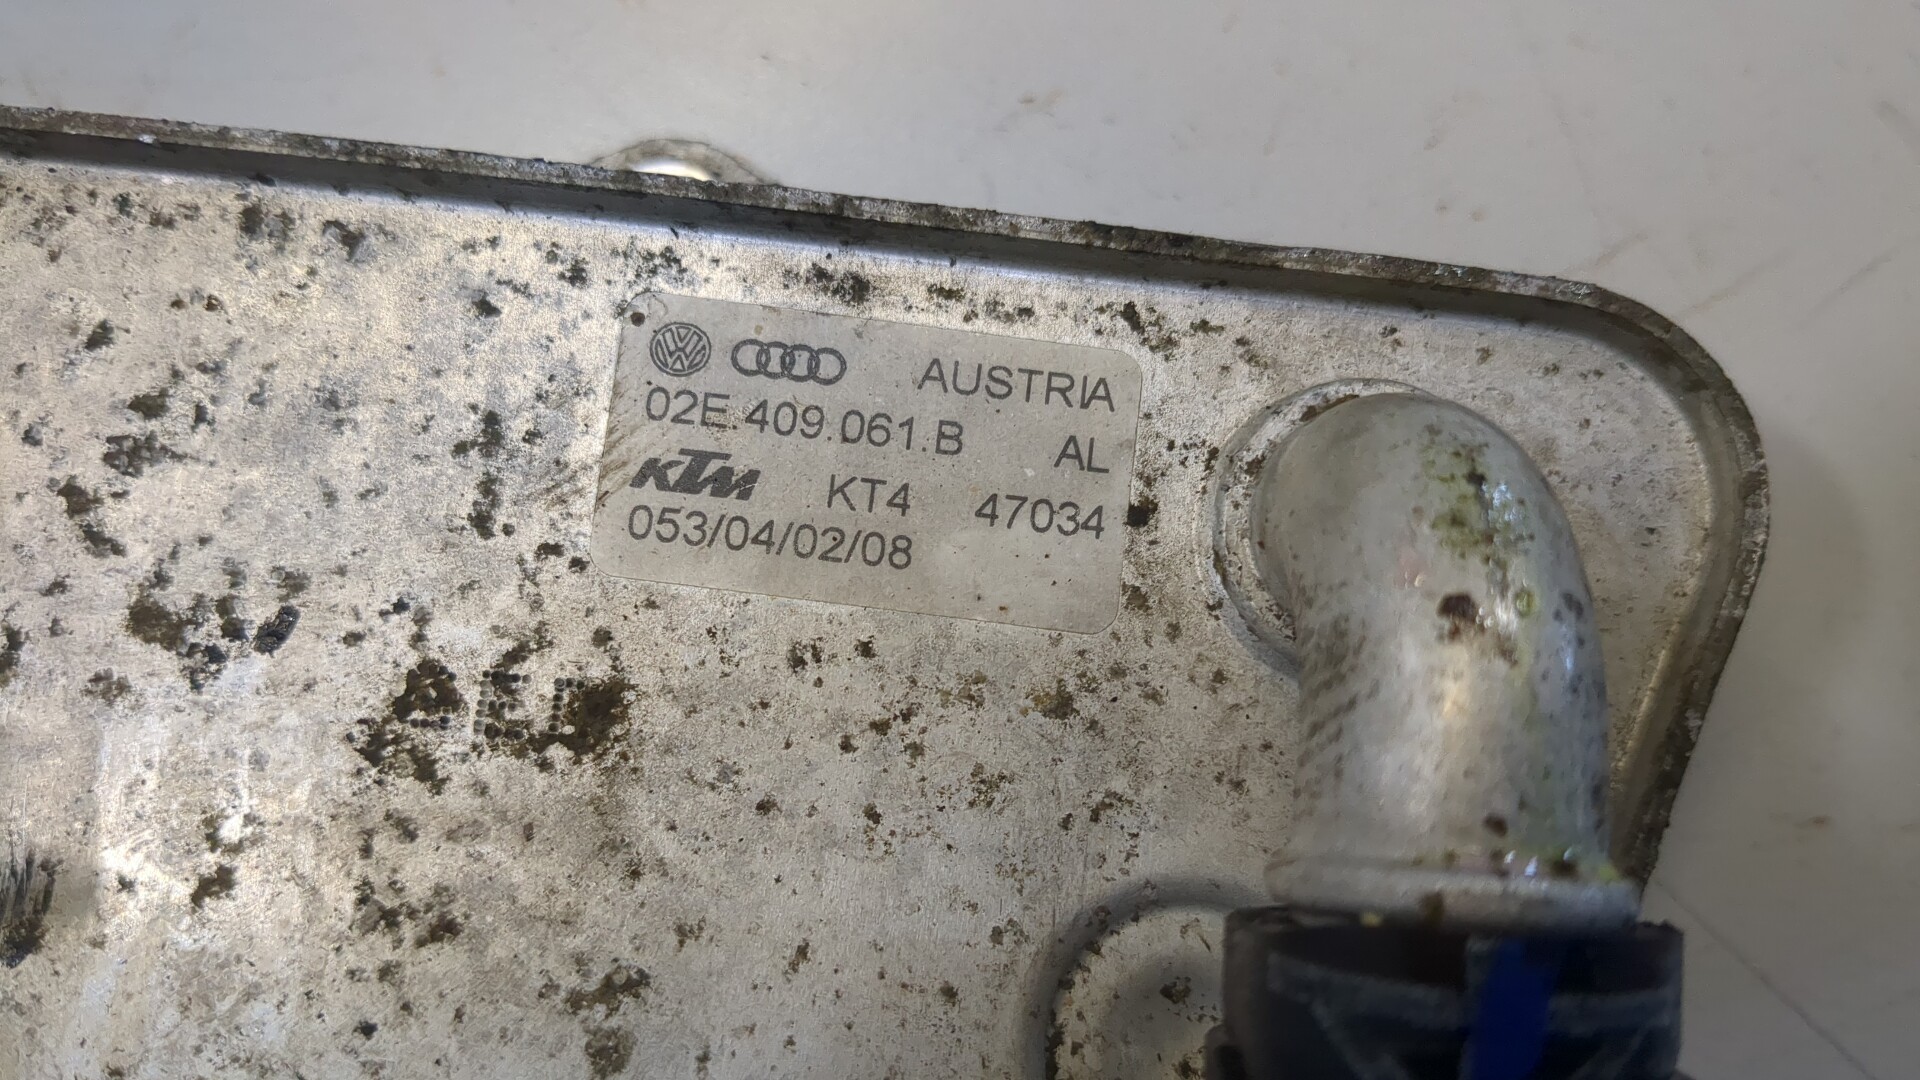 AUSTRIA
02E.409.061.B AL
KTM KT4 47034
053/04/02/08